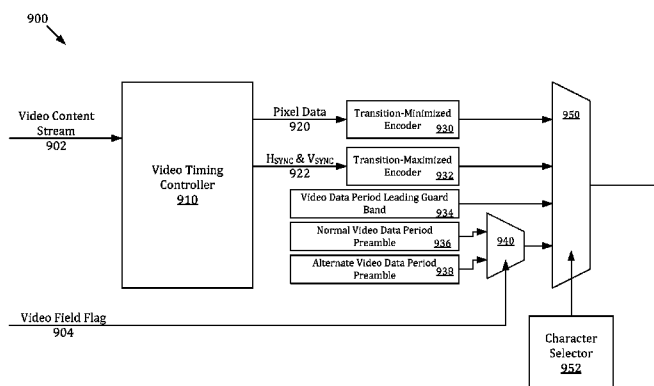 900
Video Content
Stream
902
Video Timing
Controller
910
Pixel Data
920
HSYNC & VSYNC
922
Transition-Minimized
Encoder 930
Transition-Maximized
Encoder 932
Video Data Period Leading Guard
Band 934
Normal Video Data Period
Preamble 936
Alternate Video Data Period
Preamble 938
940
950
Video Field Flag
904
Character
Selector
952